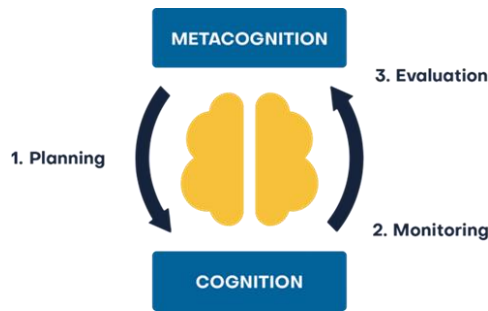 METACOGNITION
3. Evaluation
1. Planning
2. Monitoring
COGNITION